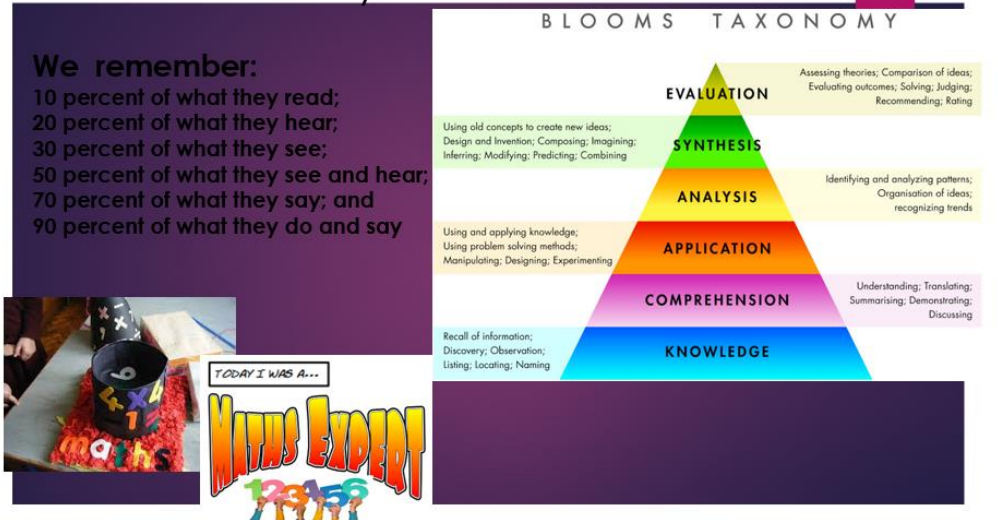 BLOOMS TAXONOMY
We remember:
10 percent of what they read;
20 percent of what they hear;
30 percent of what they see;
50 percent of what they see and hear;
70 percent of what they say; and
90 percent of what they do and say
EVALUATION
Assessing theories; Comparison of ideas;
Evaluating outcomes; Solving; Judging;
Recommending; Rating
Using old concepts to create new ideas;
Design and Invention; Composing; Imagining;
Inferring; Modifying; Predicting; Combining
SYNTHESIS
ANALYSIS
Identifying and analyzing patterns;
Organisation of ideas;
recognizing trends
Using and applying knowledge;
Using problem solving methods;
Manipulating; Designing; Experimenting
APPLICATION
COMPREHENSION
Understanding; Translating;
Summarising; Demonstrating;
Discussing
Recall of information;
Discovery; Observation;
Listing; Locating; Naming
KNOWLEDGE
4x4
1=
maths
TODAY I WAS A...
MATHS EXPERT
123456